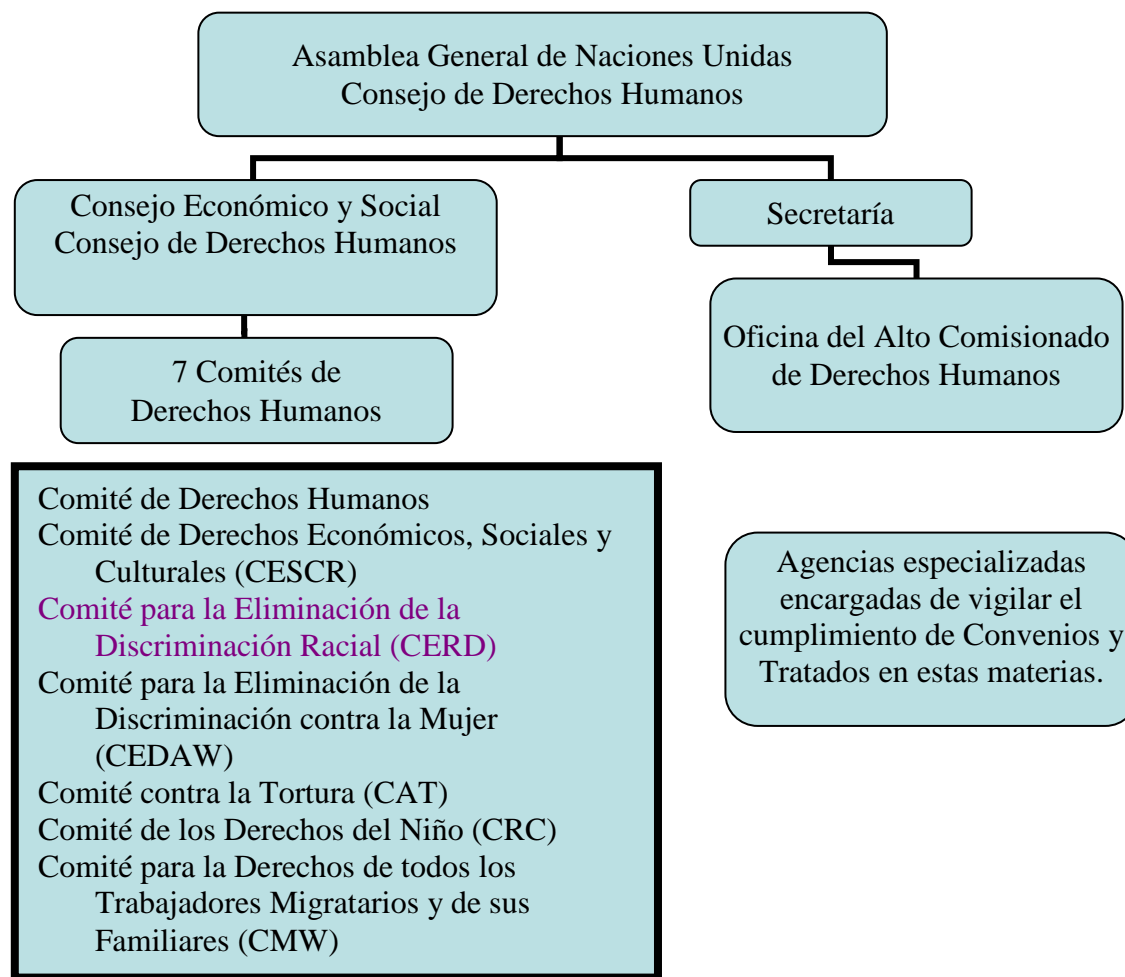 Asamblea General de Naciones Unidas
Consejo de Derechos Humanos
Consejo Económico y Social
Consejo de Derechos Humanos
Secretaría
Oficina del Alto Comisionado
de Derechos Humanos
7 Comités de
Derechos Humanos
Comité de Derechos Humanos
Comité de Derechos Económicos, Sociales y
Culturales (CESCR)
Comité para la Eliminación de la
Discriminación Racial (CERD)
Comité para la Eliminación de la
Discriminación contra la Mujer
(CEDAW)
Comité contra la Tortura (CAT)
Comité de los Derechos del Niño (CRC)
Comité para la Derechos de todos los
Trabajadores Migratarios y de sus
Familiares (CMW)
Agencias especializadas
encargadas de vigilar el
cumplimiento de Convenios y
Tratados en estas materias.